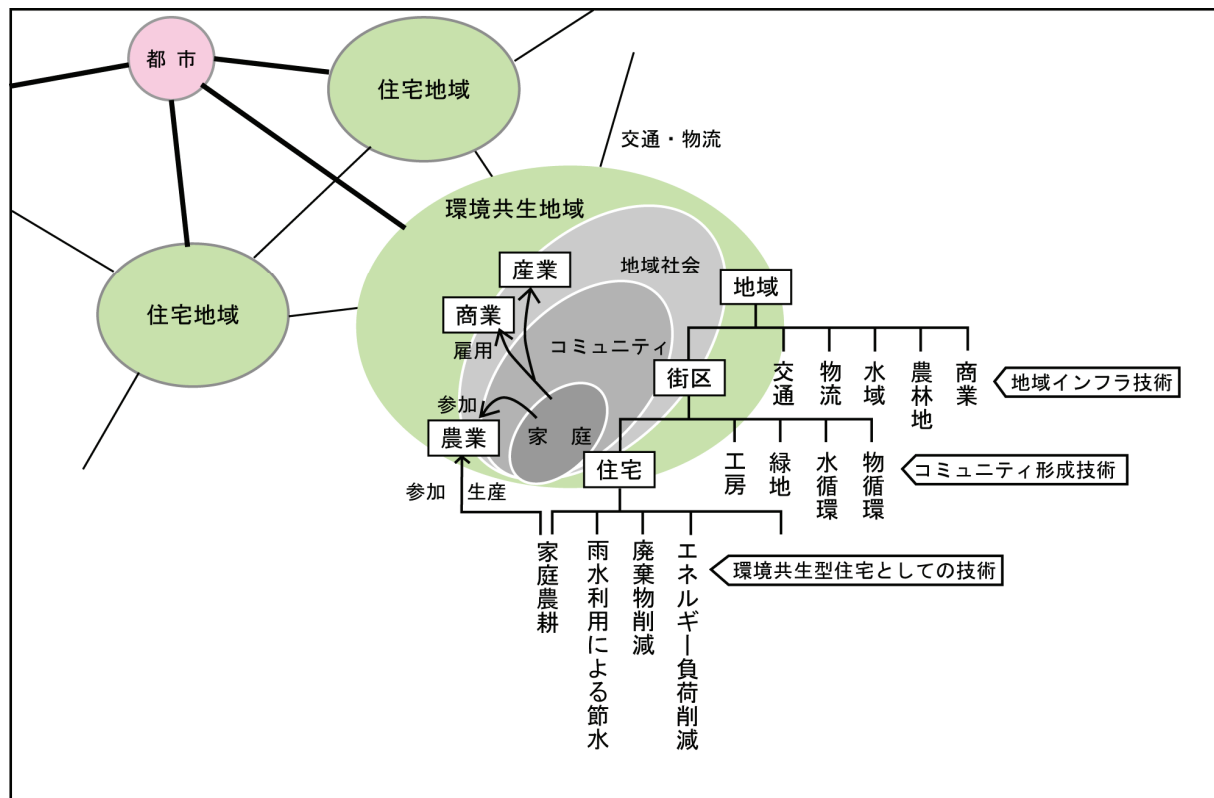 都 市
住宅地域
交通・物流
環境共生地域
地域社会
産業
地域
商業
住宅地域
雇用
コミュニティ
街区
交通
物流
水域
農林地
商業
地域インフラ技術
参加
農業
家 庭
住宅
工房
緑地
水循環
物循環
コミュニティ形成技術
参加
生産
家庭農耕
雨水利用による節水
廃棄物削減
エネルギー負荷削減
環境共生型住宅としての技術